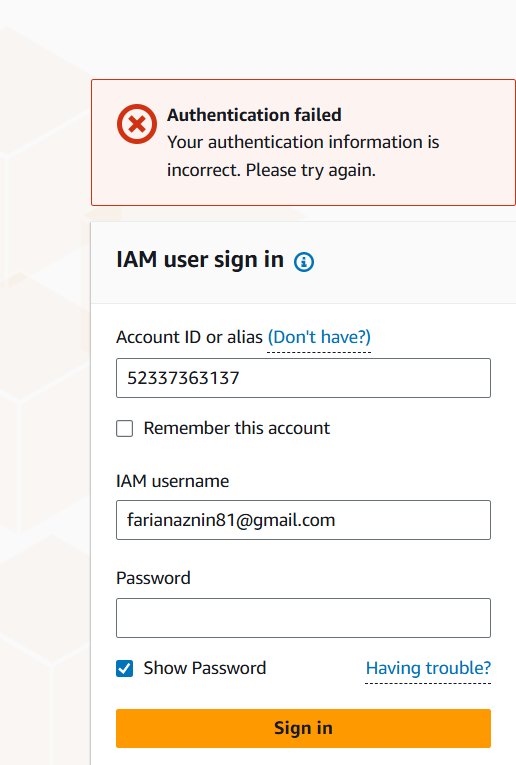 Authentication failed
Your authentication information is
incorrect. Please try again.
IAM user sign in
Account ID or alias (Don't have?)
52337363137
Remember this account
IAM username
farianaznin81@gmail.com
Password
Show Password Having trouble?
Sign in